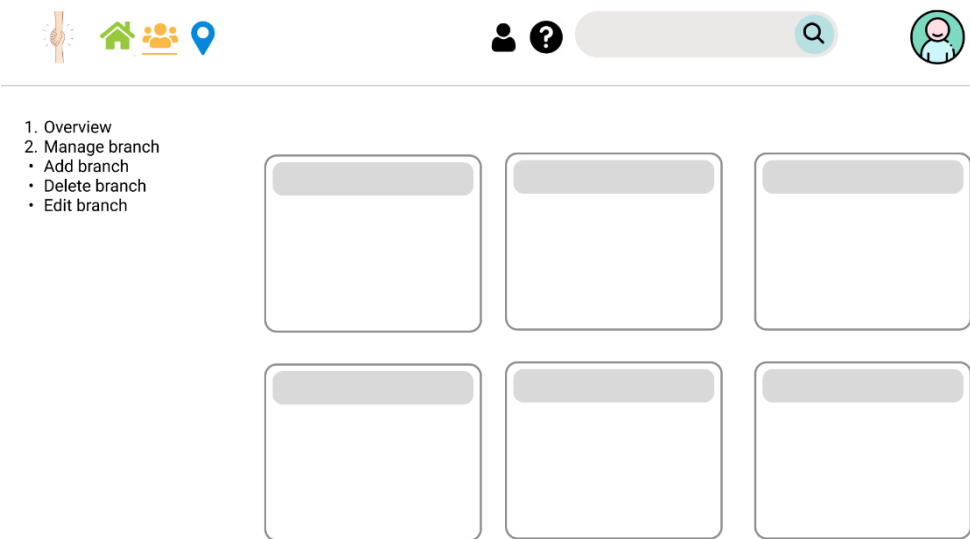 1. Overview
2. Manage branch
• Add branch
• Delete branch
• Edit branch